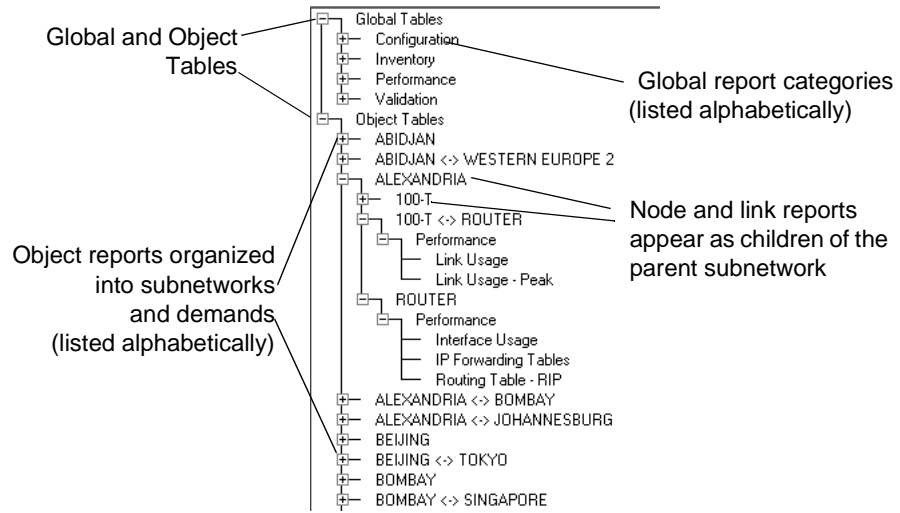 Global and Object
Tables
Object reports organized
into subnetworks
and demands
(listed alphabetically)
Global Tables
Configuration
Inventory
Performance
Validation
Object Tables
ABIDJAN
ABIDJAN <-> WESTERN EUROPE 2
ALEXANDRIA
100-T
100-T <-> ROUTER
Performance
Link Usage
Link Usage - Peak
ROUTER
Performance
Interface Usage
IP Forwarding Tables
Routing Table - RIP
ALEXANDRIA <-> BOMBAY
ALEXANDRIA <-> JOHANNESBURG
BEIJING
BEIJING <-> TOKYO
BOMBAY
BOMBAY <-> SINGAPORE
Global report categories
(listed alphabetically)
Node and link reports
appear as children of the
parent subnetwork